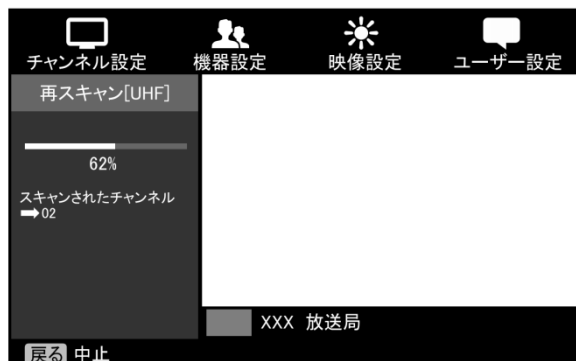 チャンネル設定 機器設定 映像設定 ユーザー設定
再スキャン[UHF]
62%
スキャンされたチャンネル
➡02
XXX 放送局
戻る 中止